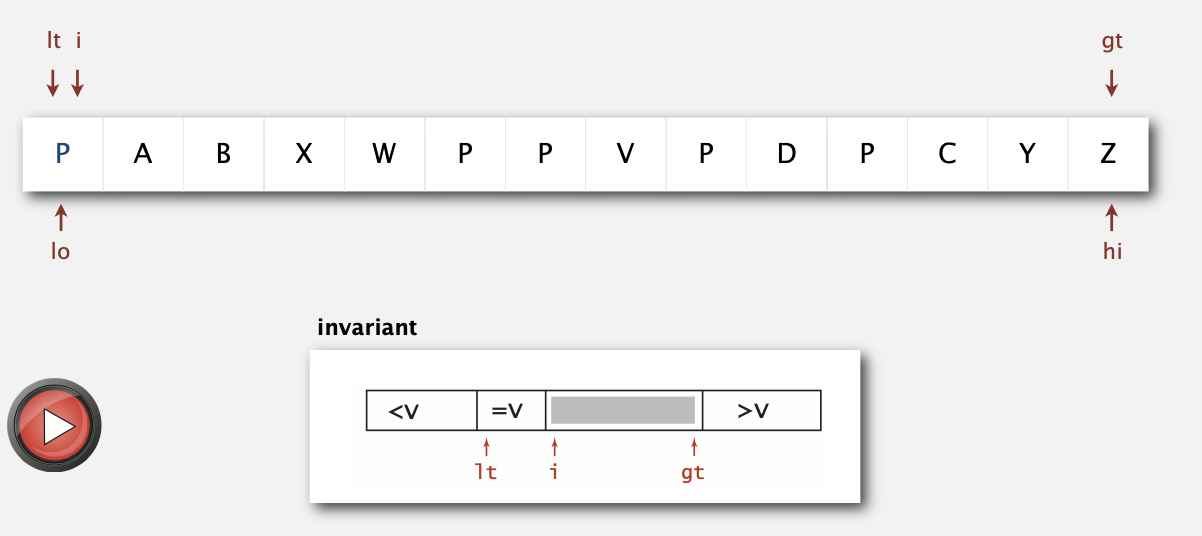 lt i gt
P A B X W P P V P D P C Y Z
lo hi
invariant
<v =v >v
lt i gt